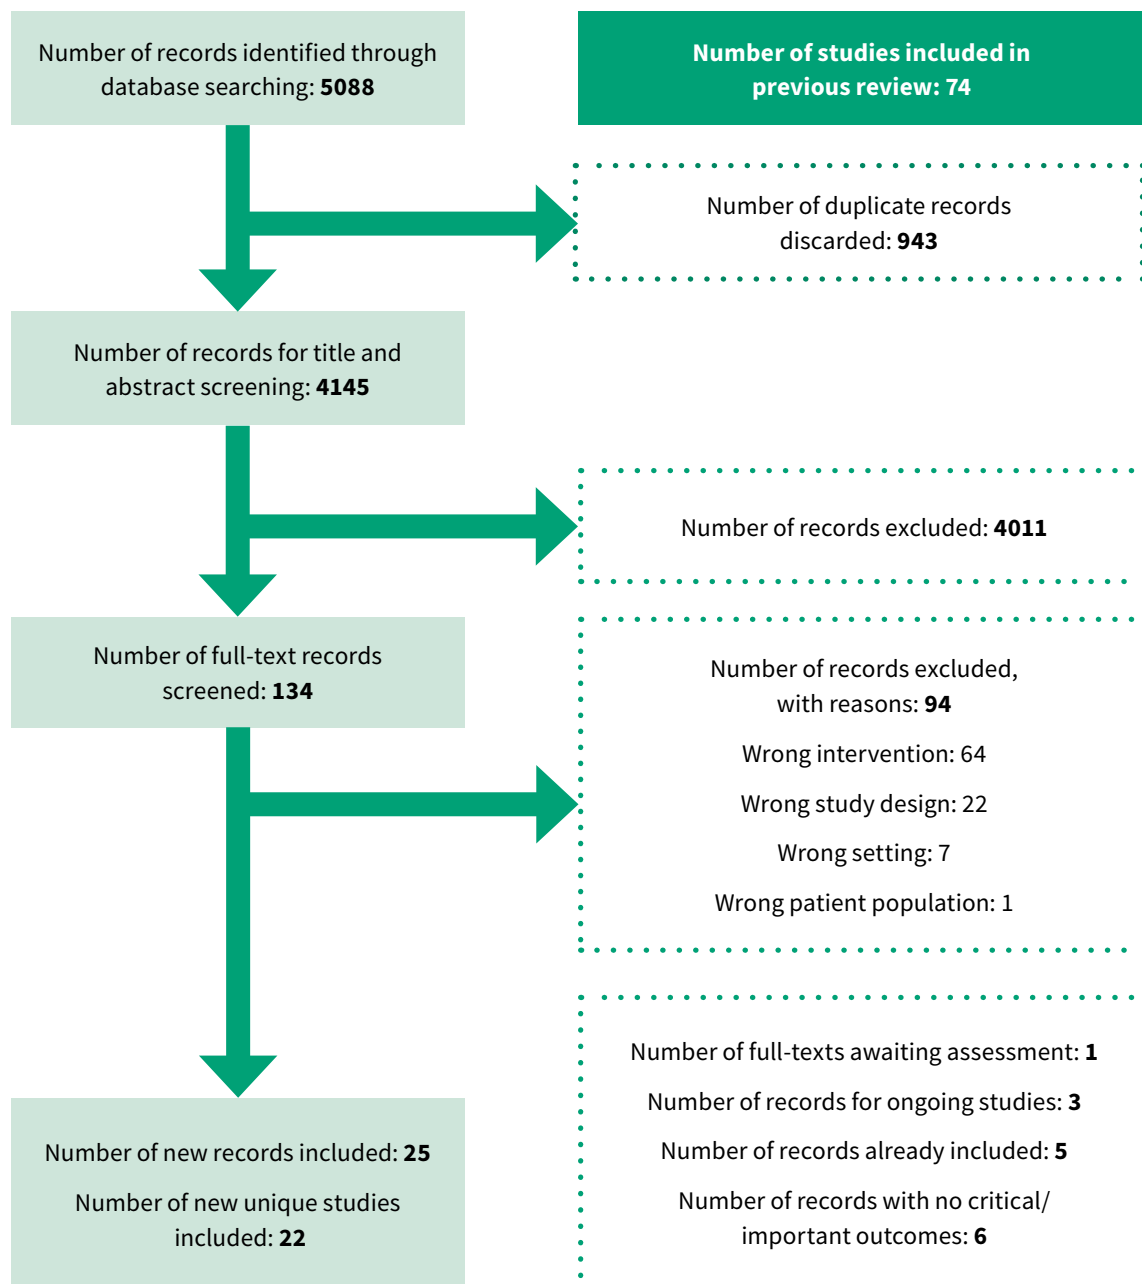 Number of records identified through
database searching: 5088
Number of studies included in
previous review: 74
Number of duplicate records
discarded: 943
Number of records for title and
abstract screening: 4145
Number of records excluded: 4011
Number of full-text records
screened: 134
Number of records excluded,
with reasons: 94
Wrong intervention: 64
Wrong study design: 22
Wrong setting: 7
Wrong patient population: 1
Number of full-texts awaiting assessment: 1
Number of records for ongoing studies: 3
Number of records already included: 5
Number of records with no critical/
important outcomes: 6
Number of new records included: 25
Number of new unique studies
included: 22